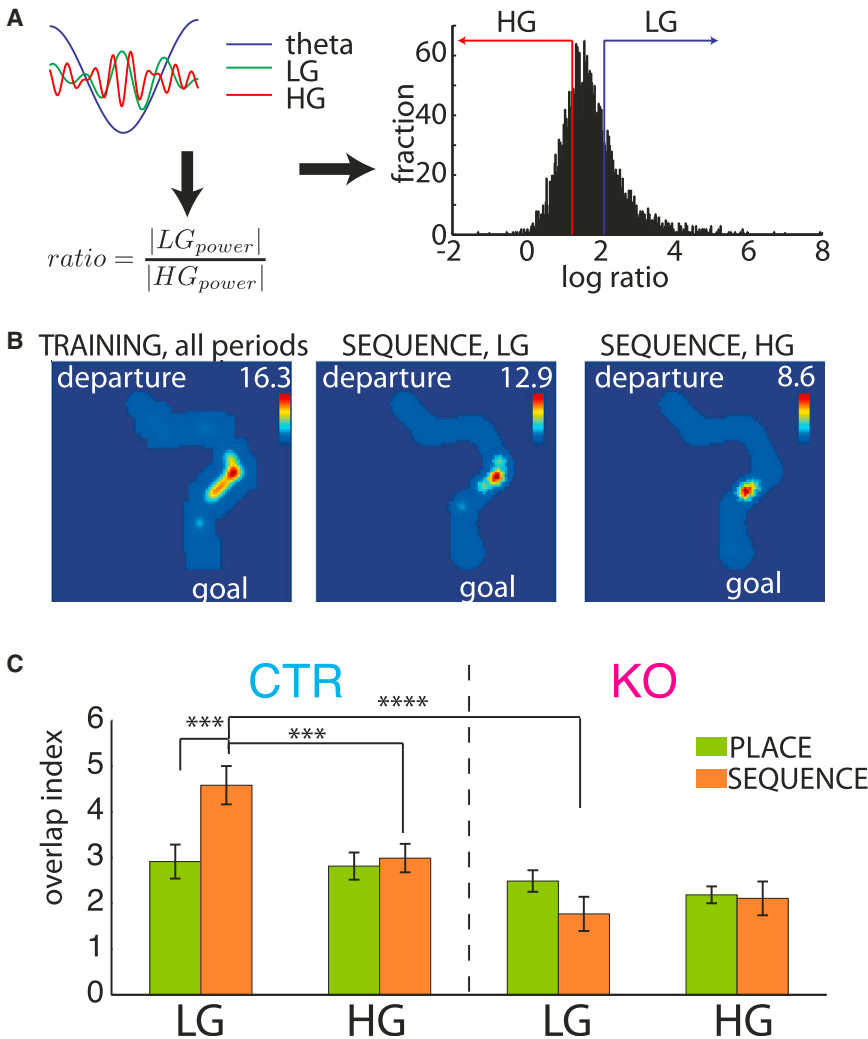 A
theta
LG
HG
ratio = |LGpower| / |HGpower|
HG LG
fraction
60
40
20
0
-2 0 2 4 6 8
log ratio
B
TRAINING, all periods SEQUENCE, LG SEQUENCE, HG
departure 16.3 departure 12.9 departure 8.6
goal goal goal
C
CTR KO
****
***
***
PLACE
SEQUENCE
overlap index
6
5
4
3
2
1
0
LG HG LG HG